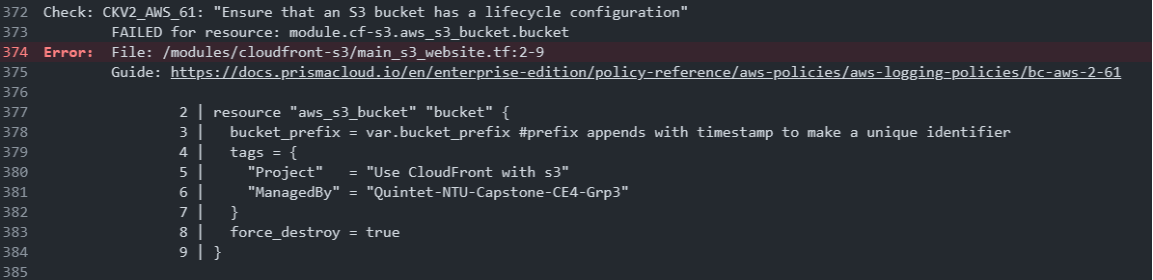 372 Check: CKV2_AWS_61: "Ensure that an S3 bucket has a lifecycle configuration"
373         FAILED for resource: module.cf-s3.aws_s3_bucket.bucket
374 Error:  File: /modules/cloudfront-s3/main_s3_website.tf:2-9
375         Guide: https://docs.prismacloud.io/en/enterprise-edition/policy-reference/aws-policies/aws-logging-policies/bc-aws-2-61
376
377                 2 | resource "aws_s3_bucket" "bucket" {
378                 3 |   bucket_prefix = var.bucket_prefix #prefix appends with timestamp to make a unique identifier
379                 4 |   tags = {
380                 5 |     "Project"   = "Use CloudFront with s3"
381                 6 |     "ManagedBy" = "Quintet-NTU-Capstone-CE4-Grp3"
382                 7 |   }
383                 8 |   force_destroy = true
384                 9 | }
385